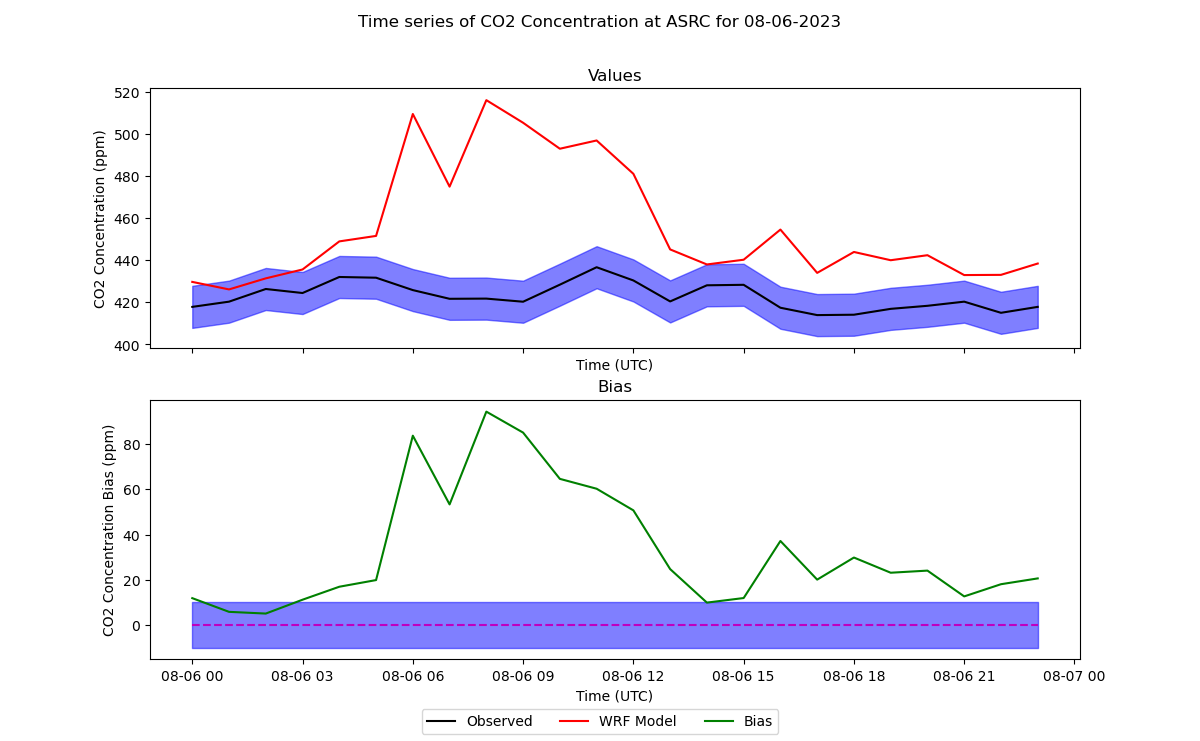 Time series of CO2 Concentration at ASRC for 08-06-2023
Values
CO2 Concentration (ppm)
520
500
480
460
440
420
400
Time (UTC)
Bias
CO2 Concentration Bias (ppm)
80
60
40
20
0
08-06 00 08-06 03 08-06 06 08-06 09 08-06 12 08-06 15 08-06 18 08-06 21 08-07 00
Time (UTC)
Observed WRF Model Bias